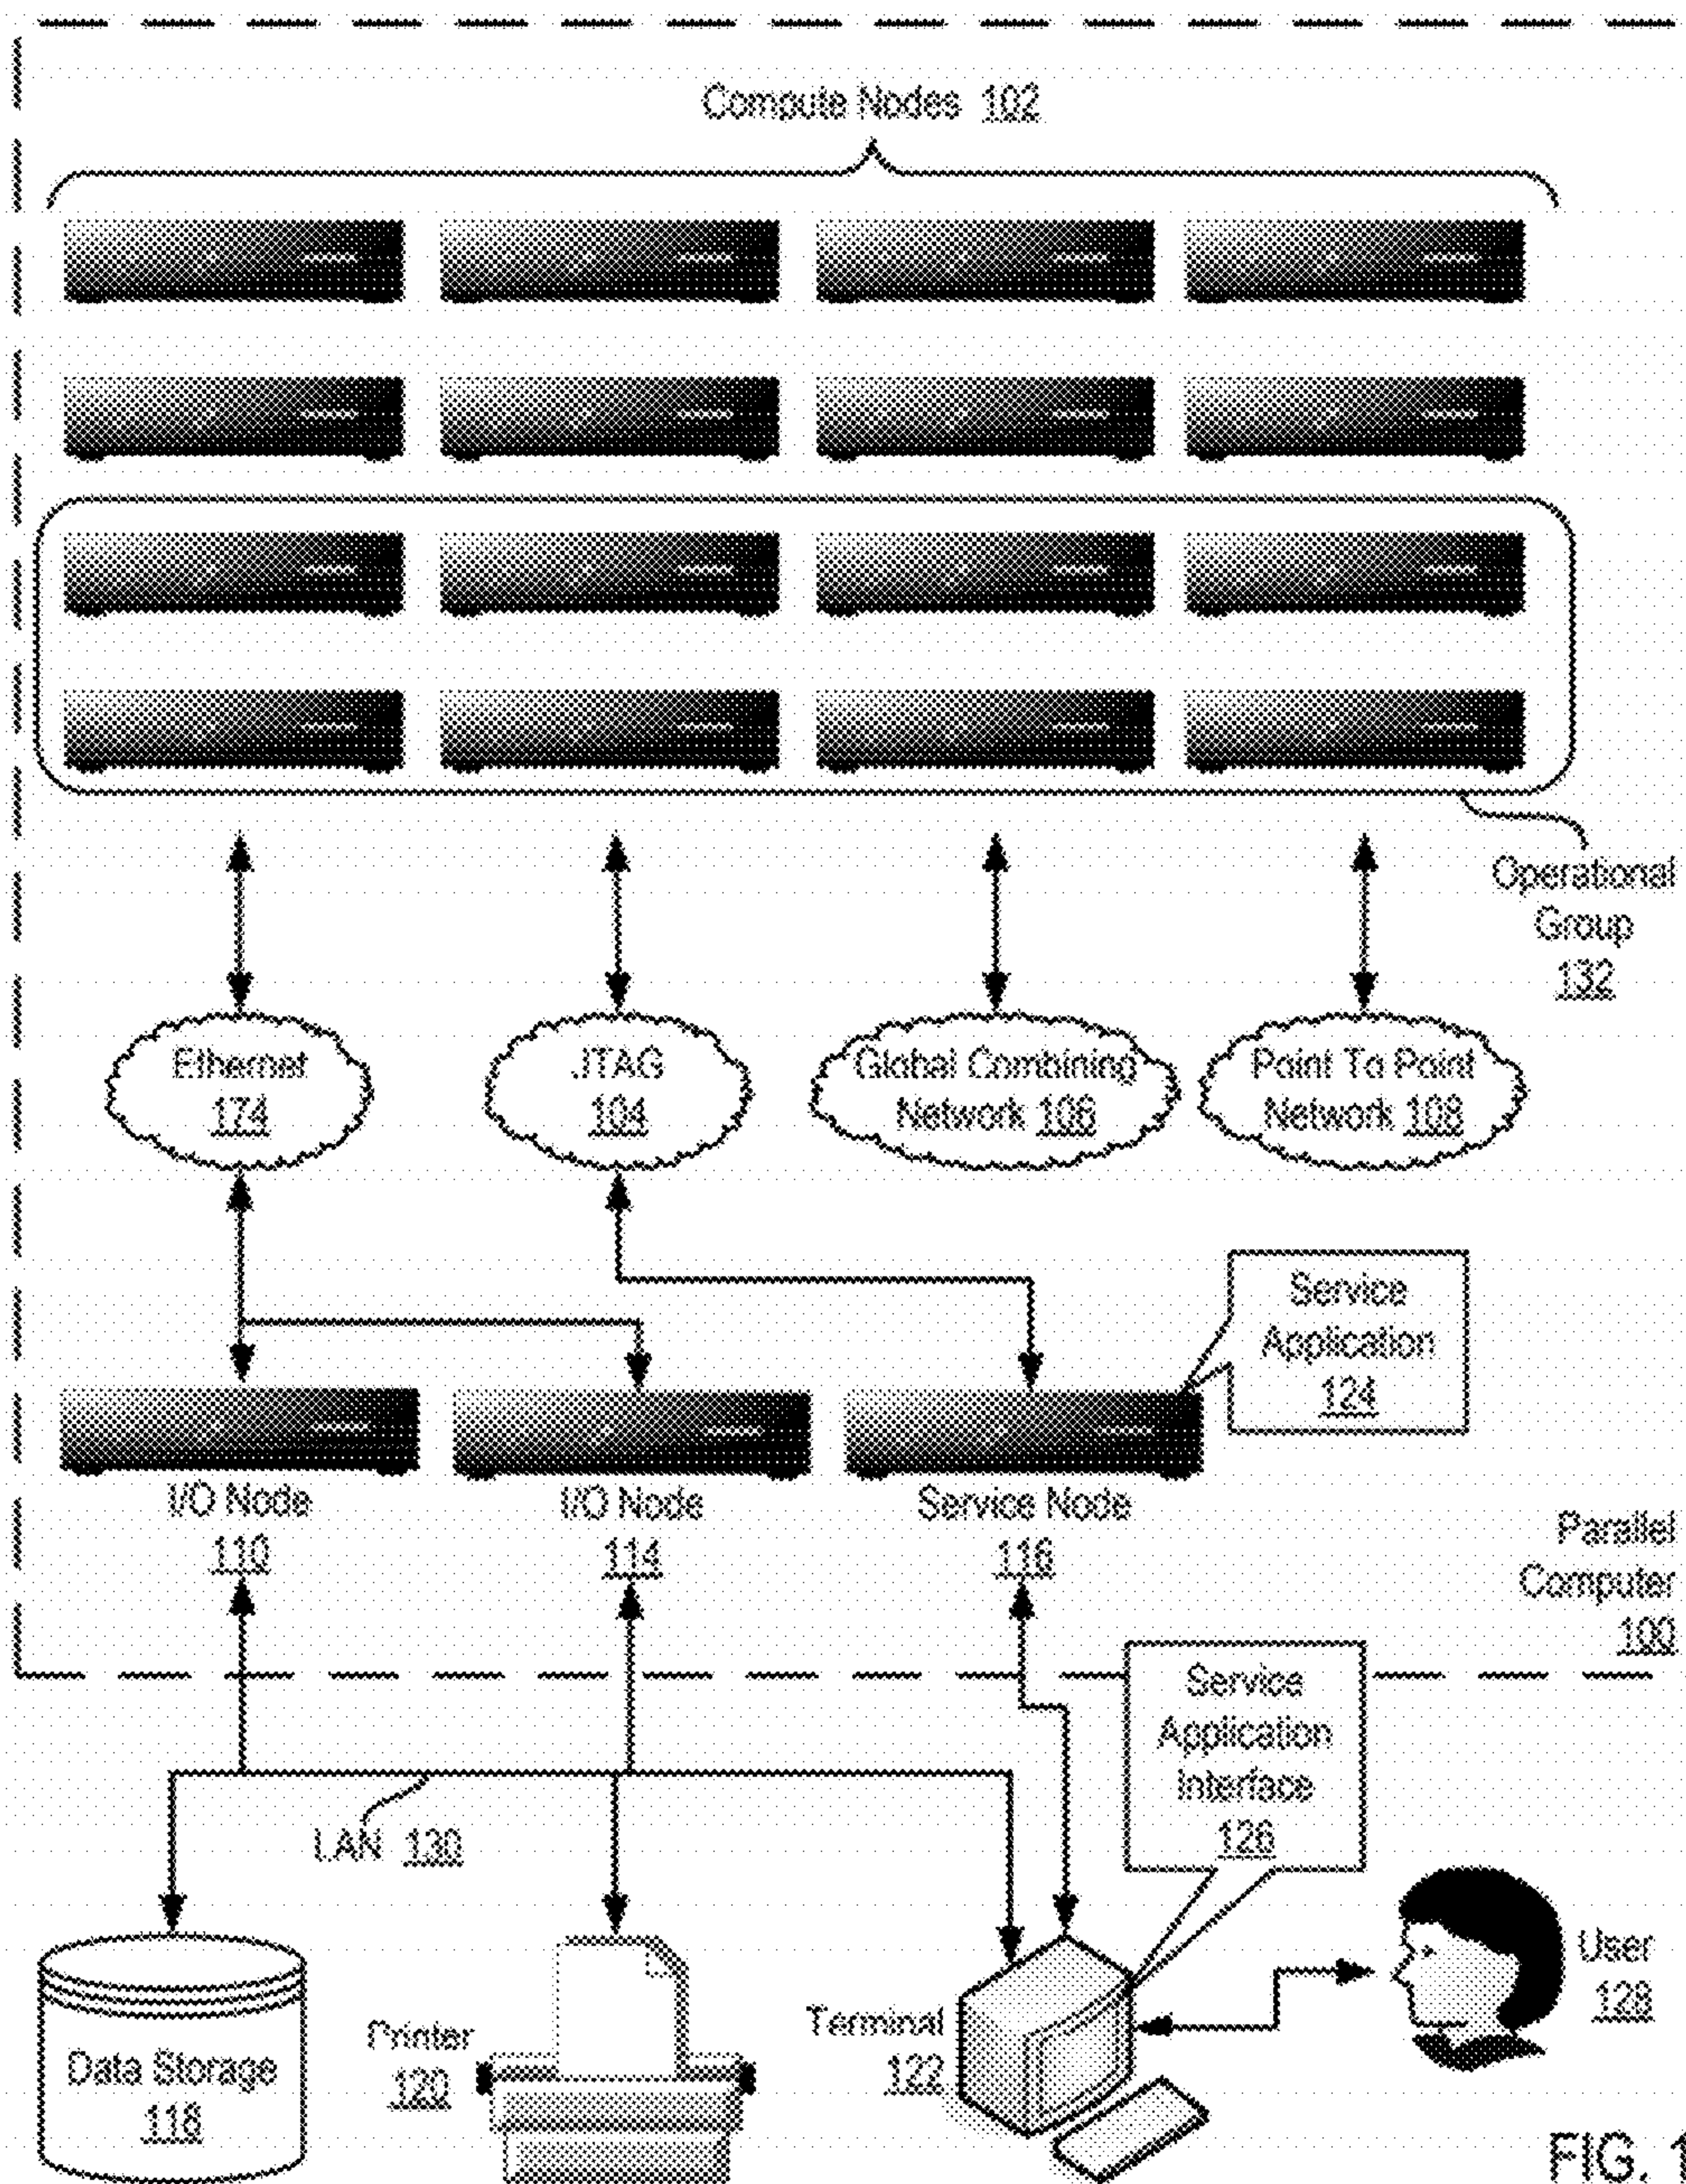 Compute Nodes 102
Operational
Group
132
Ethernet
174
JTAG
104
Global Combining
Network 106
Point To Point
Network 108
Service
Application
124
I/O Node
110
I/O Node
114
Service Node
116
Parallel
Computer
100
Service
Application
Interface
126
LAN 130
Data Storage
118
Printer
120
Terminal
122
User
128
FIG. 1